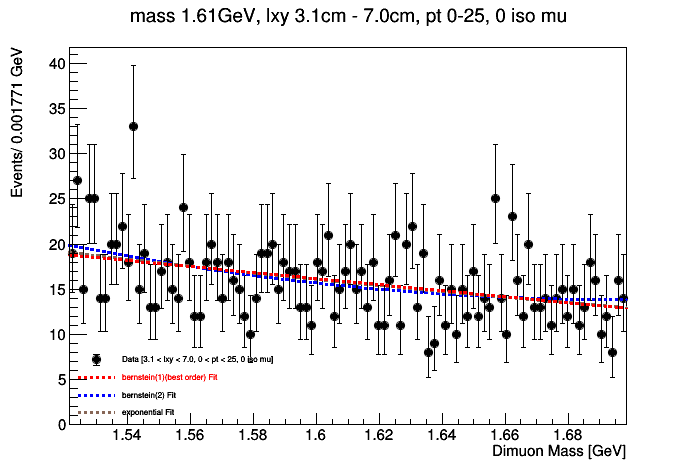 mass 1.61GeV, lxy 3.1cm - 7.0cm, pt 0-25, 0 iso mu
Events/ 0.001771 GeV
40
35
30
25
20
15
10
5
0
Data [3.1 < lxy < 7.0, 0 < pt < 25, 0 iso mu]
bernstein(1)(best order) Fit
bernstein(2) Fit
exponential Fit
1.54 1.56 1.58 1.6 1.62 1.64 1.66 1.68
Dimuon Mass [GeV]